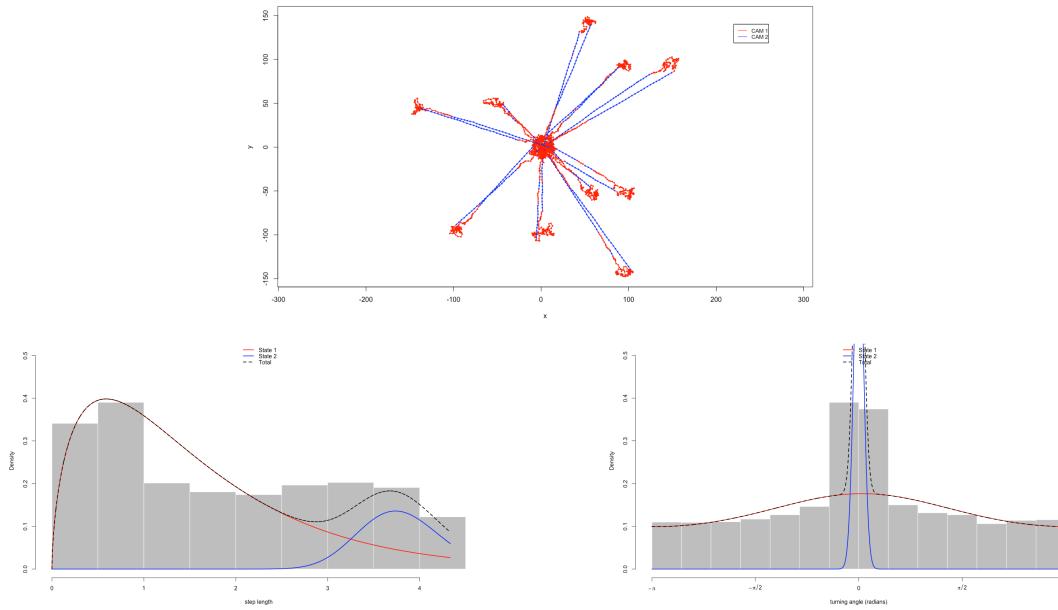 150
100
50
0
-50
-100
-150
y
CAM 1
CAM 2
-300
-200
-100
0
100
200
300
x
State 1
State 2
Total
0.5
0.4
0.3
0.2
0.1
0.0
Density
0
1
2
3
4
step length
State 1
State 2
Total
0.5
0.4
0.3
0.2
0.1
0.0
Density
−π
−π/2
0
π/2
turning angle (radians)